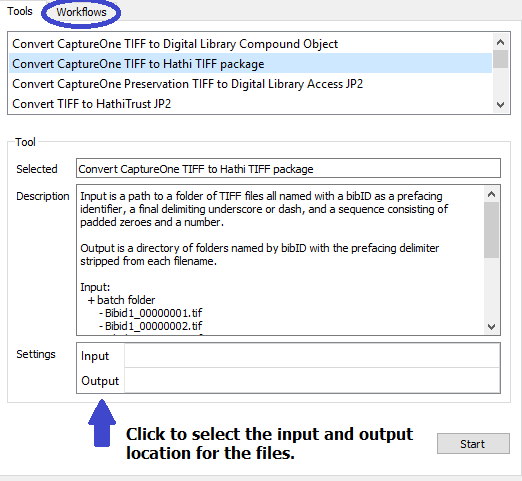 Tools Workflows
Convert CaptureOne TIFF to Digital Library Compound Object
Convert CaptureOne TIFF to Hathi TIFF package
Convert CaptureOne Preservation TIFF to Digital Library Access JP2
Convert TIFF to HathiTrust JP2
Tool
Selected Convert CaptureOne TIFF to Hathi TIFF package
Description Input is a path to a folder of TIFF files all named with a bibID as a prefacing
identifier, a final delimiting underscore or dash, and a sequence consisting of
padded zeroes and a number.
Output is a directory of folders named by bibID with the prefacing delimiter
stripped from each filename.
Input:
+ batch folder
- Bibid1_00000001.tif
- Bibid1_00000002.tif
Settings Input
Output
Click to select the input and output
location for the files.
Start